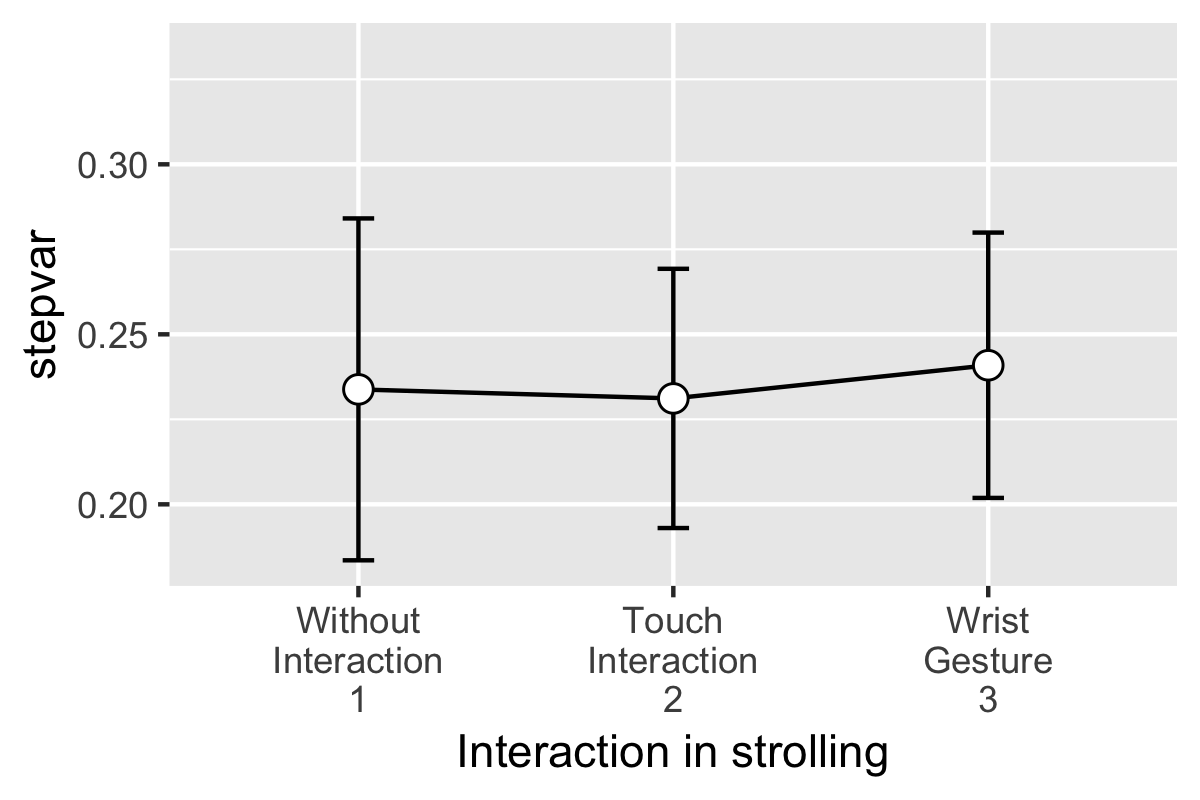 stepvar
0.30
0.25
0.20
Without
Interaction
1
Touch
Interaction
2
Wrist
Gesture
3
Interaction in strolling